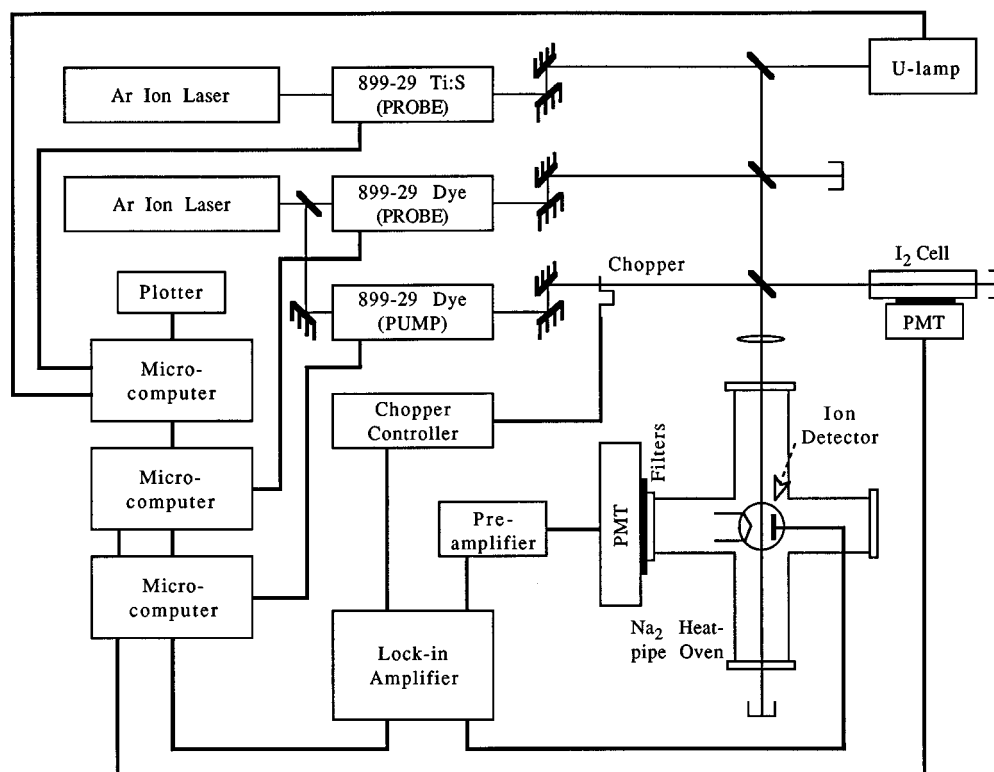 Ar Ion Laser
899-29 Ti:S
(PROBE)
U-lamp
Ar Ion Laser
899-29 Dye
(PROBE)
Plotter
899-29 Dye
(PUMP)
Chopper
I₂ Cell
PMT
Micro-
computer
Chopper
Controller
Filters
Ion
Detector
Micro-
computer
Pre-
amplifier
PMT
Micro-
computer
Lock-in
Amplifier
Na₂ Heat-
pipe Oven